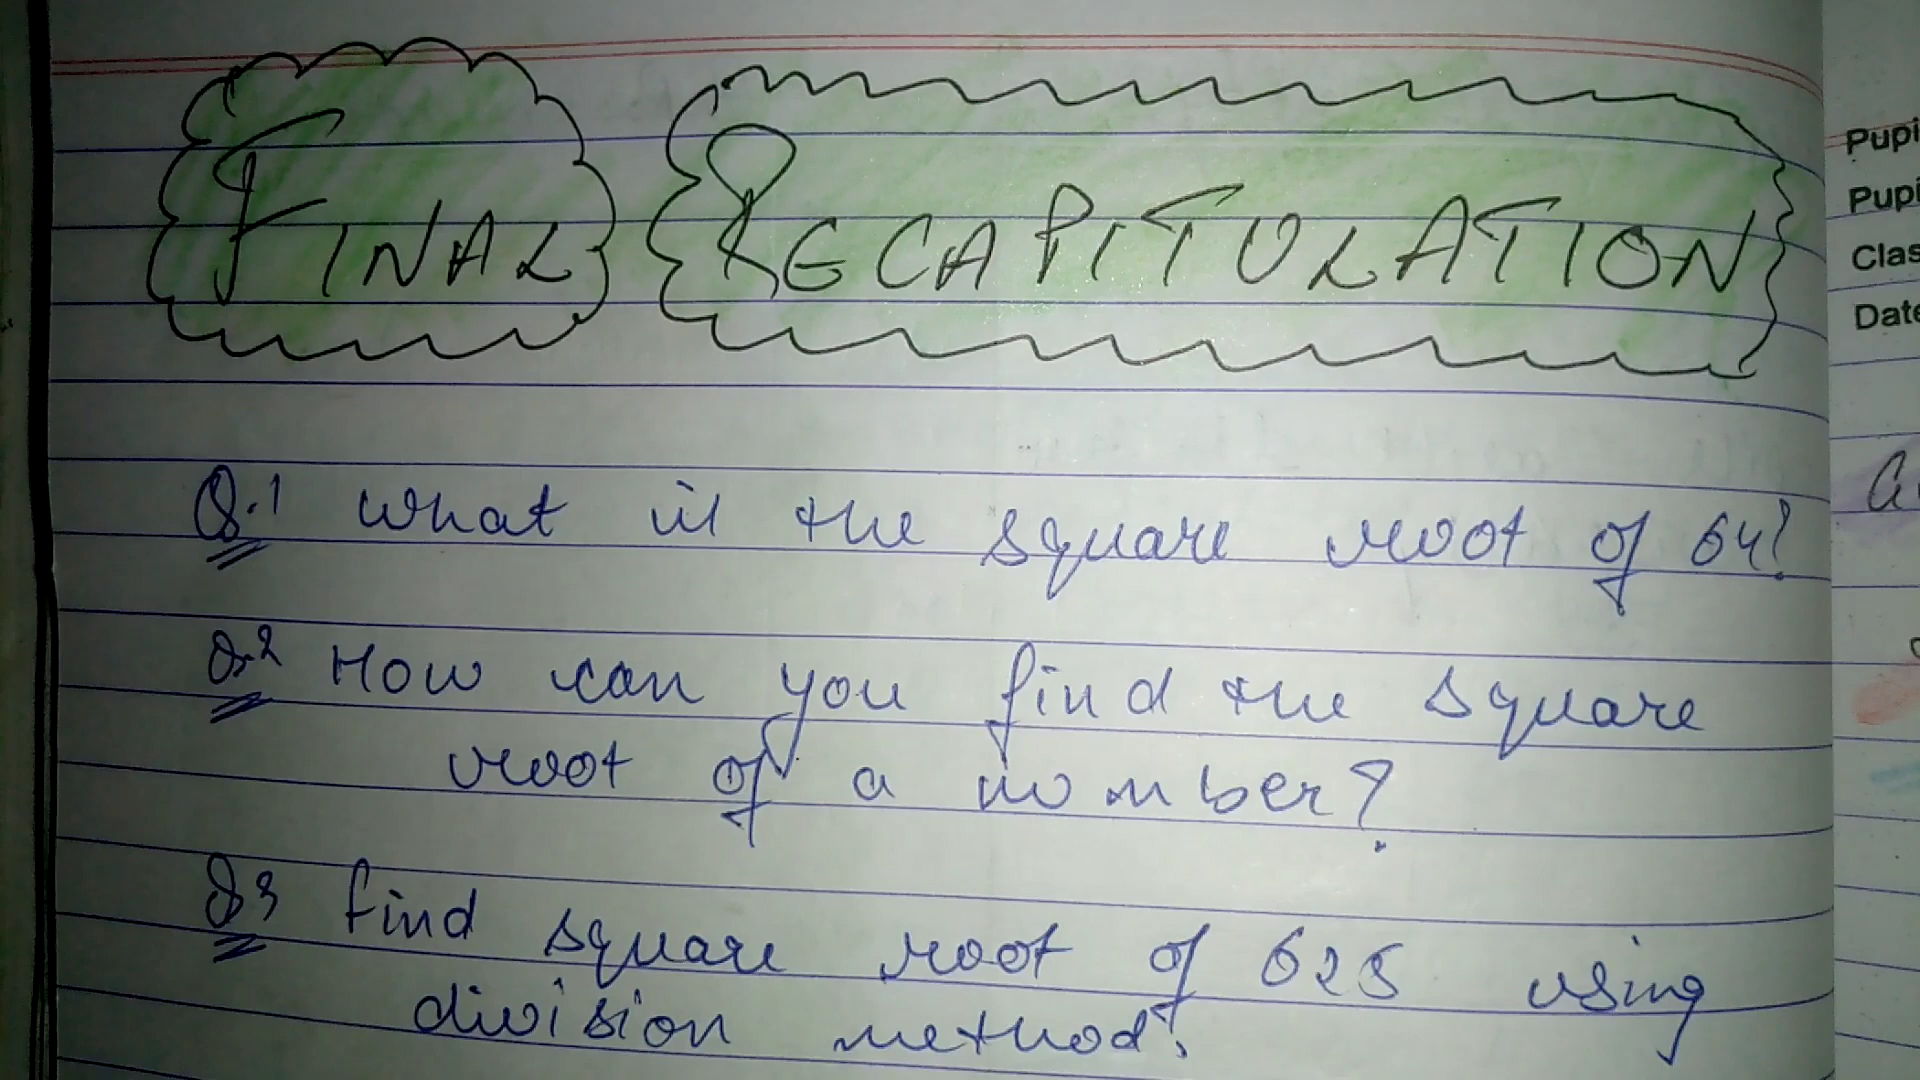 FINAL RECAPITULATION
Q.1 What is the square root of 64?
Q.2 How can you find the square
root of a number?
Q3 find square root of 625 using
division method?
Pupi
Pupi
Clas
Date